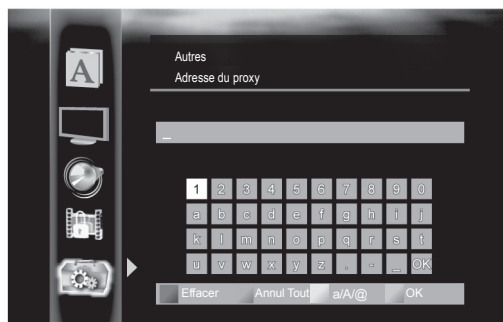 A
Autres
Adresse du proxy
_
1 2 3 4 5 6 7 8 9 0
a b c d e f g h i j
k l m n o p q r s t
u v w x y z . - _ OK
Effacer Annul Tout a/A/@ OK